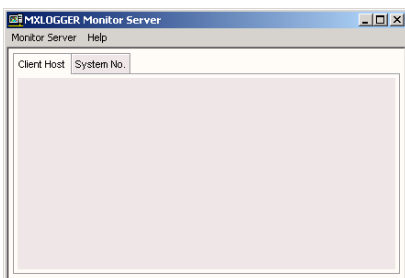 MXLOGGER Monitor Server
Monitor Server Help
Client Host System No.